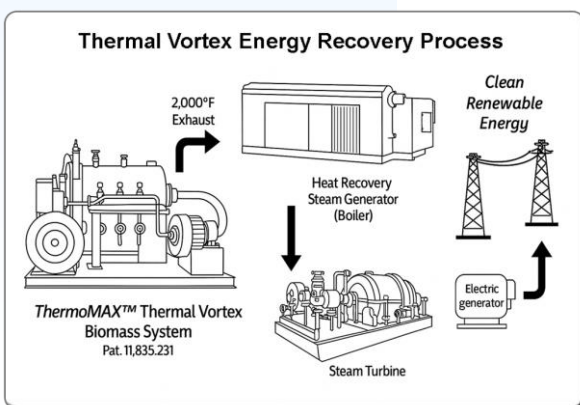 Thermal Vortex Energy Recovery Process
2,000°F
Exhaust
Clean
Renewable
Energy
Heat Recovery
Steam Generator
(Boiler)
ThermoMAX™ Thermal Vortex
Biomass System
Pat. 11,835.231
Steam Turbine
Electric
generator